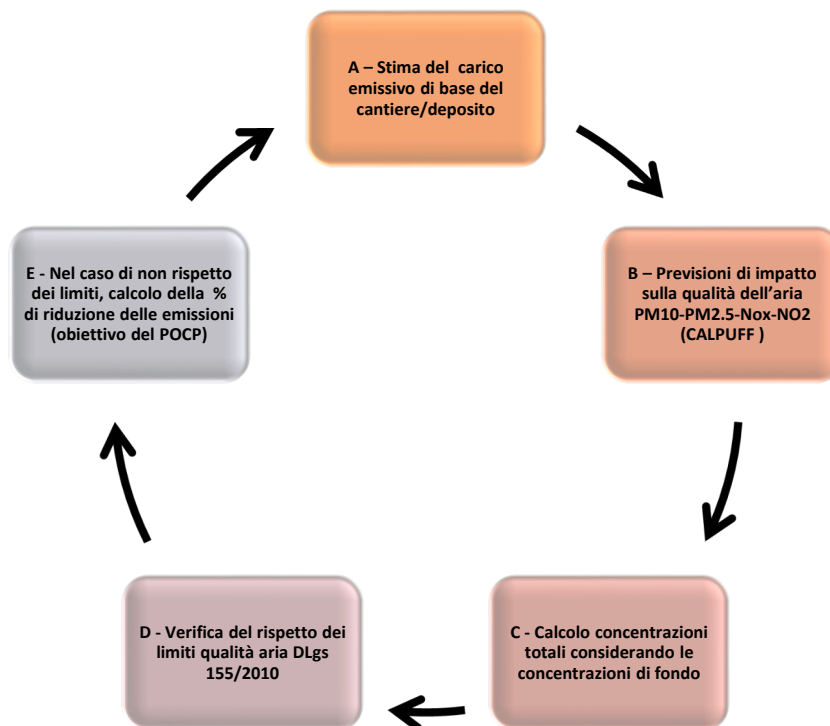 A – Stima del carico
emissivo di base del
cantiere/deposito
B – Previsioni di impatto
sulla qualità dell’aria
PM10-PM2.5-Nox-NO2
(CALPUFF )
C - Calcolo concentrazioni
totali considerando le
concentrazioni di fondo
D - Verifica del rispetto dei
limiti qualità aria DLgs
155/2010
E - Nel caso di non rispetto
dei limiti, calcolo della %
di riduzione delle emissioni
(obiettivo del POCP)